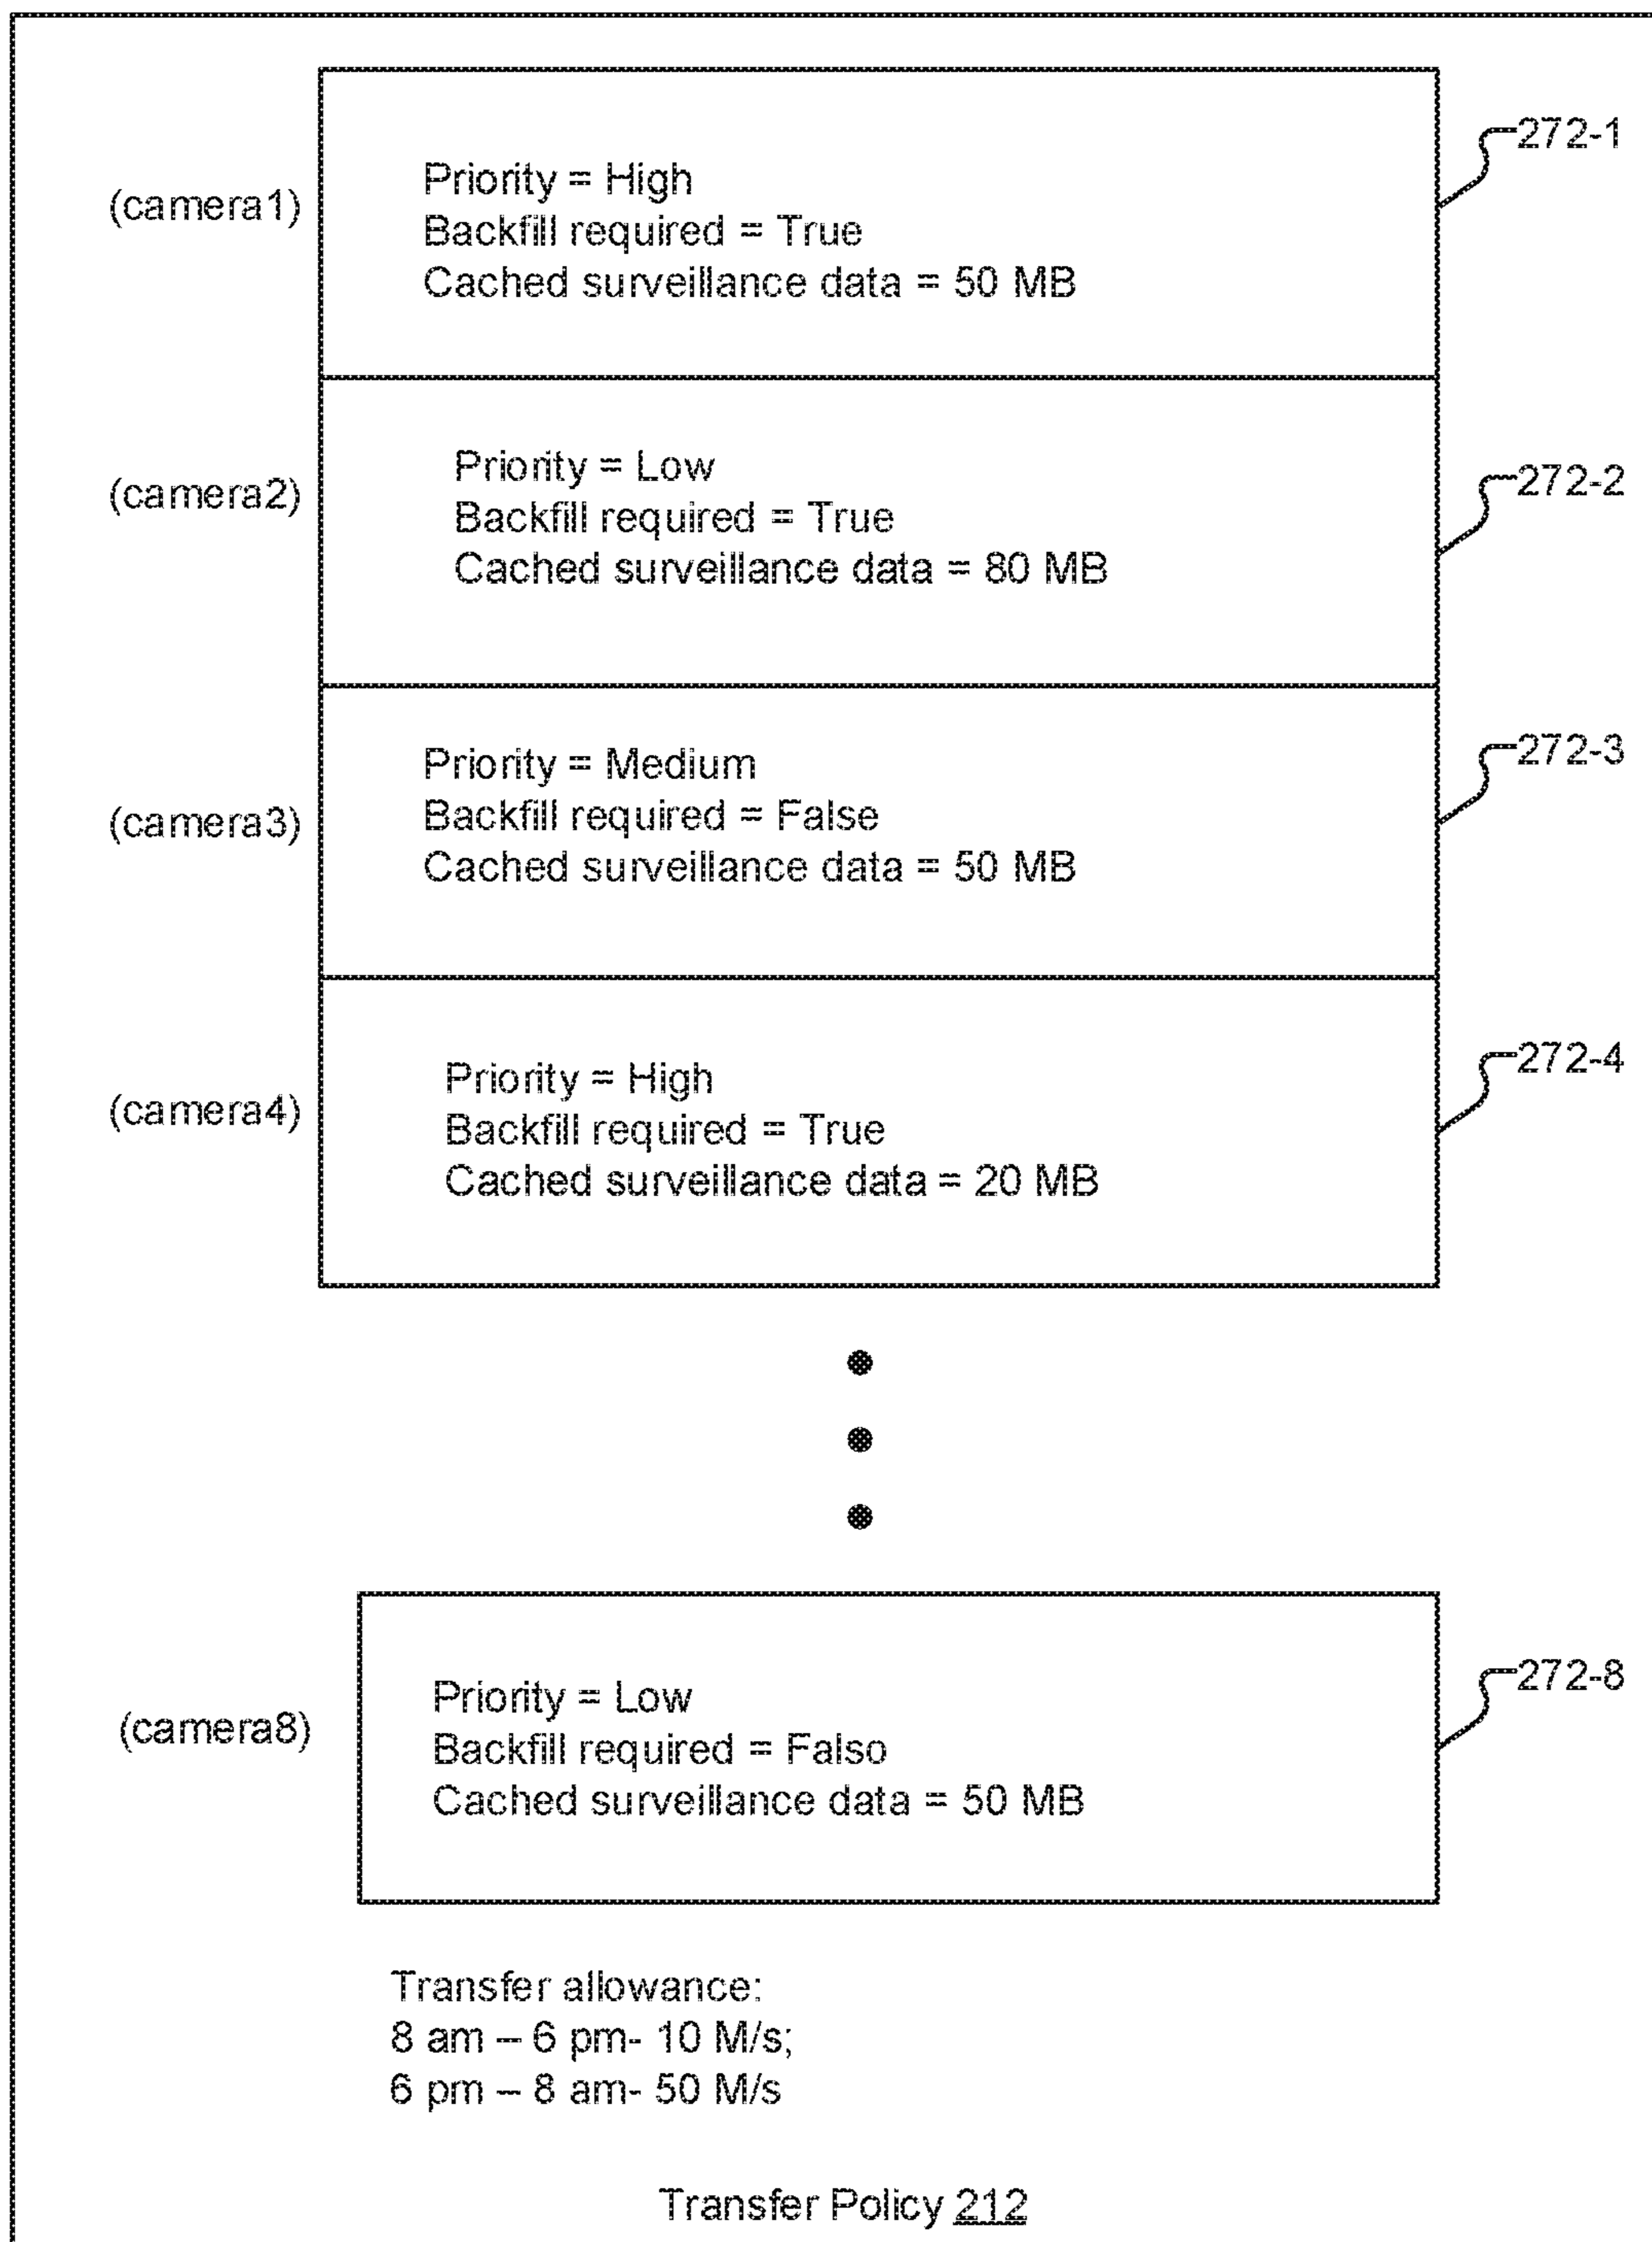 272-1
(camera1)
Priority = High
Backfill required = True
Cached surveillance data = 50 MB
272-2
(camera2)
Priority = Low
Backfill required = True
Cached surveillance data = 80 MB
272-3
(camera3)
Priority = Medium
Backfill required = False
Cached surveillance data = 50 MB
272-4
(camera4)
Priority = High
Backfill required = True
Cached surveillance data = 20 MB
272-8
(camera8)
Priority = Low
Backfill required = Falso
Cached surveillance data = 50 MB
Transfer allowance:
8 am – 6 pm- 10 M/s;
6 pm – 8 am- 50 M/s
Transfer Policy 212